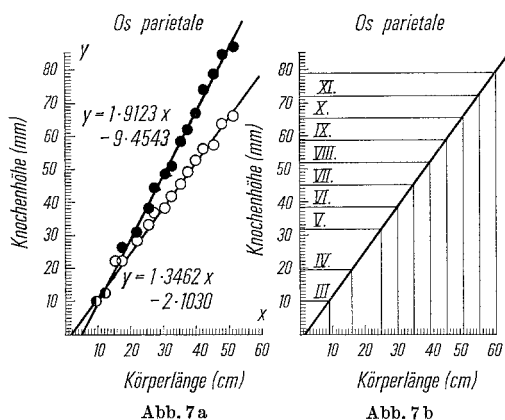 Os parietale
y
80
70
60
50
40
30
20
10
Knochenhöhe (mm)
y=1·9123 x
-9·4543
y=1·3462 x
-2·1030
x
0 10 20 30 40 50 60
Körperlänge (cm)
Abb. 7a
Os parietale
80
70
60
50
40
30
20
10
Knochenhöhe (mm)
XI.
X.
IX.
VIII.
VII.
VI.
V.
IV.
III
0 10 20 30 40 50 60
Körperlänge (cm)
Abb. 7b